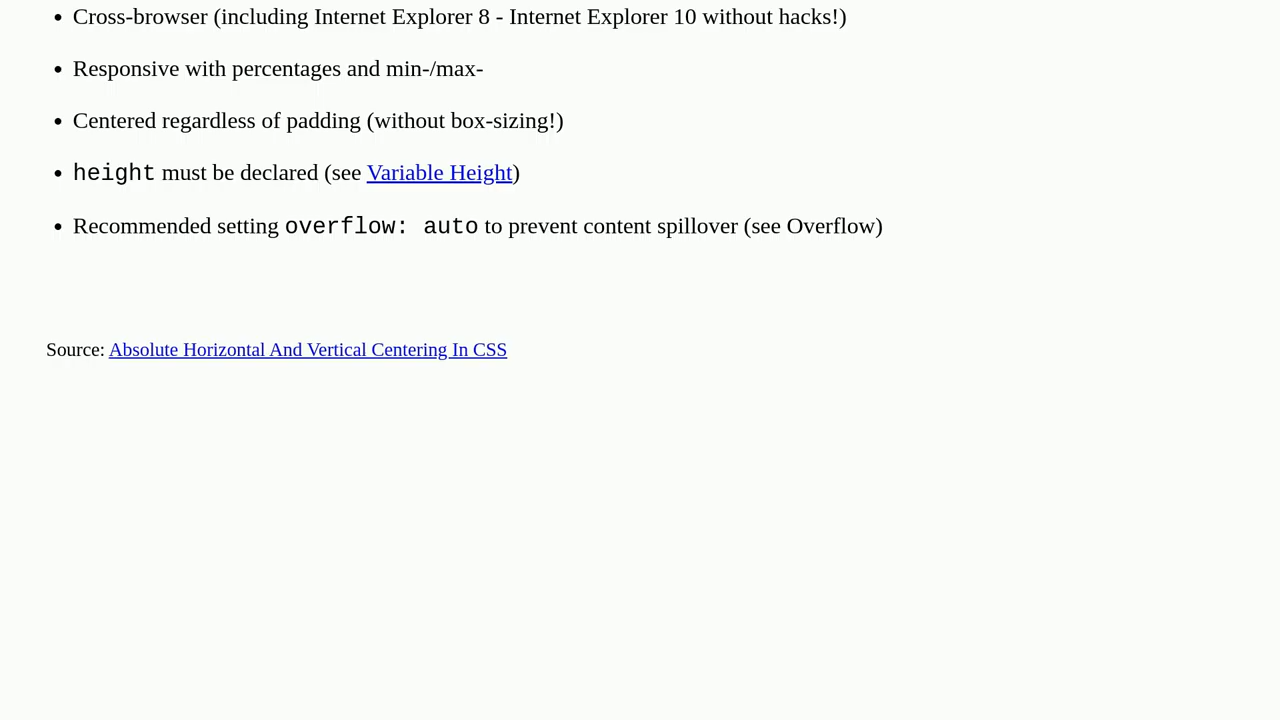 Cross-browser (including Internet Explorer 8 - Internet Explorer 10 without hacks!)
Responsive with percentages and min-/max-
Centered regardless of padding (without box-sizing!)
height must be declared (see Variable Height)
Recommended setting overflow: auto to prevent content spillover (see Overflow)
Source: Absolute Horizontal And Vertical Centering In CSS